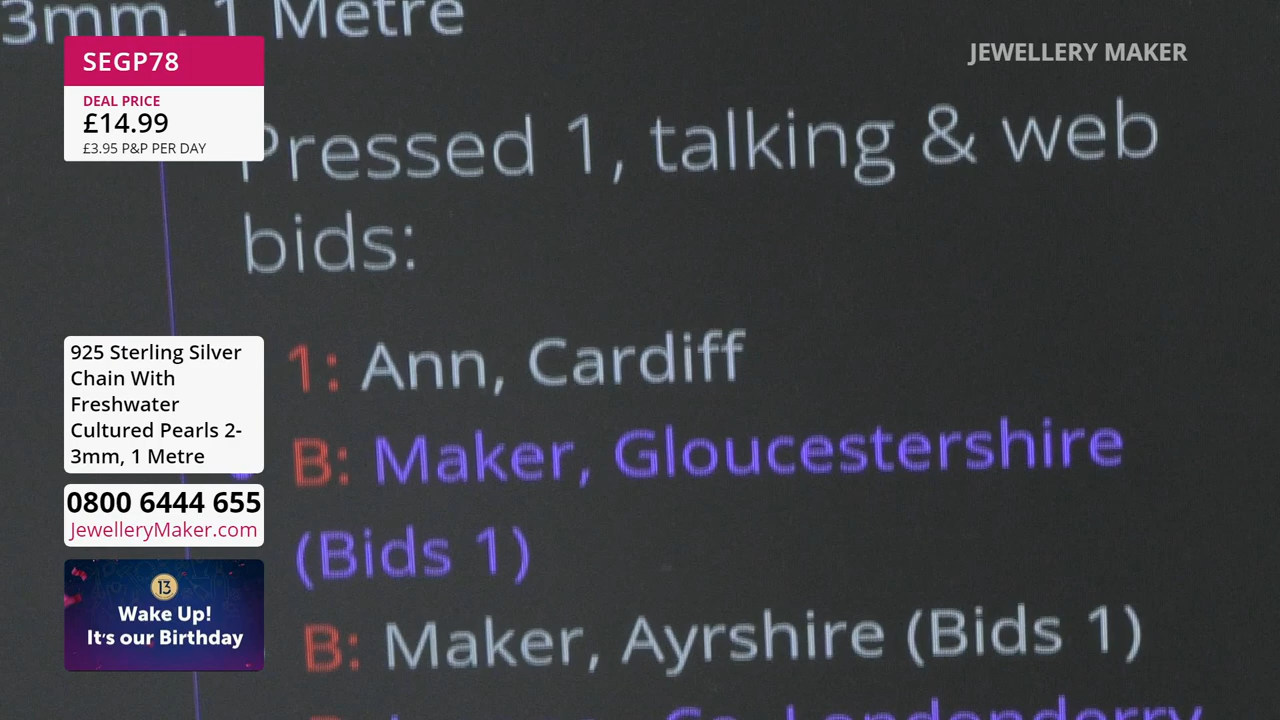 3mm, 1 Metre
SEGP78
JEWELLERY MAKER
DEAL PRICE
£14.99
£3.95 P&P PER DAY
Pressed 1, talking & web
bids:
1: Ann, Cardiff
B: Maker, Gloucestershire
(Bids 1)
B: Maker, Ayrshire (Bids 1)
Co. Londonderry
925 Sterling Silver
Chain With
Freshwater
Cultured Pearls 2-
3mm, 1 Metre
0800 6444 655
JewelleryMaker.com
13
Wake Up!
It's our Birthday